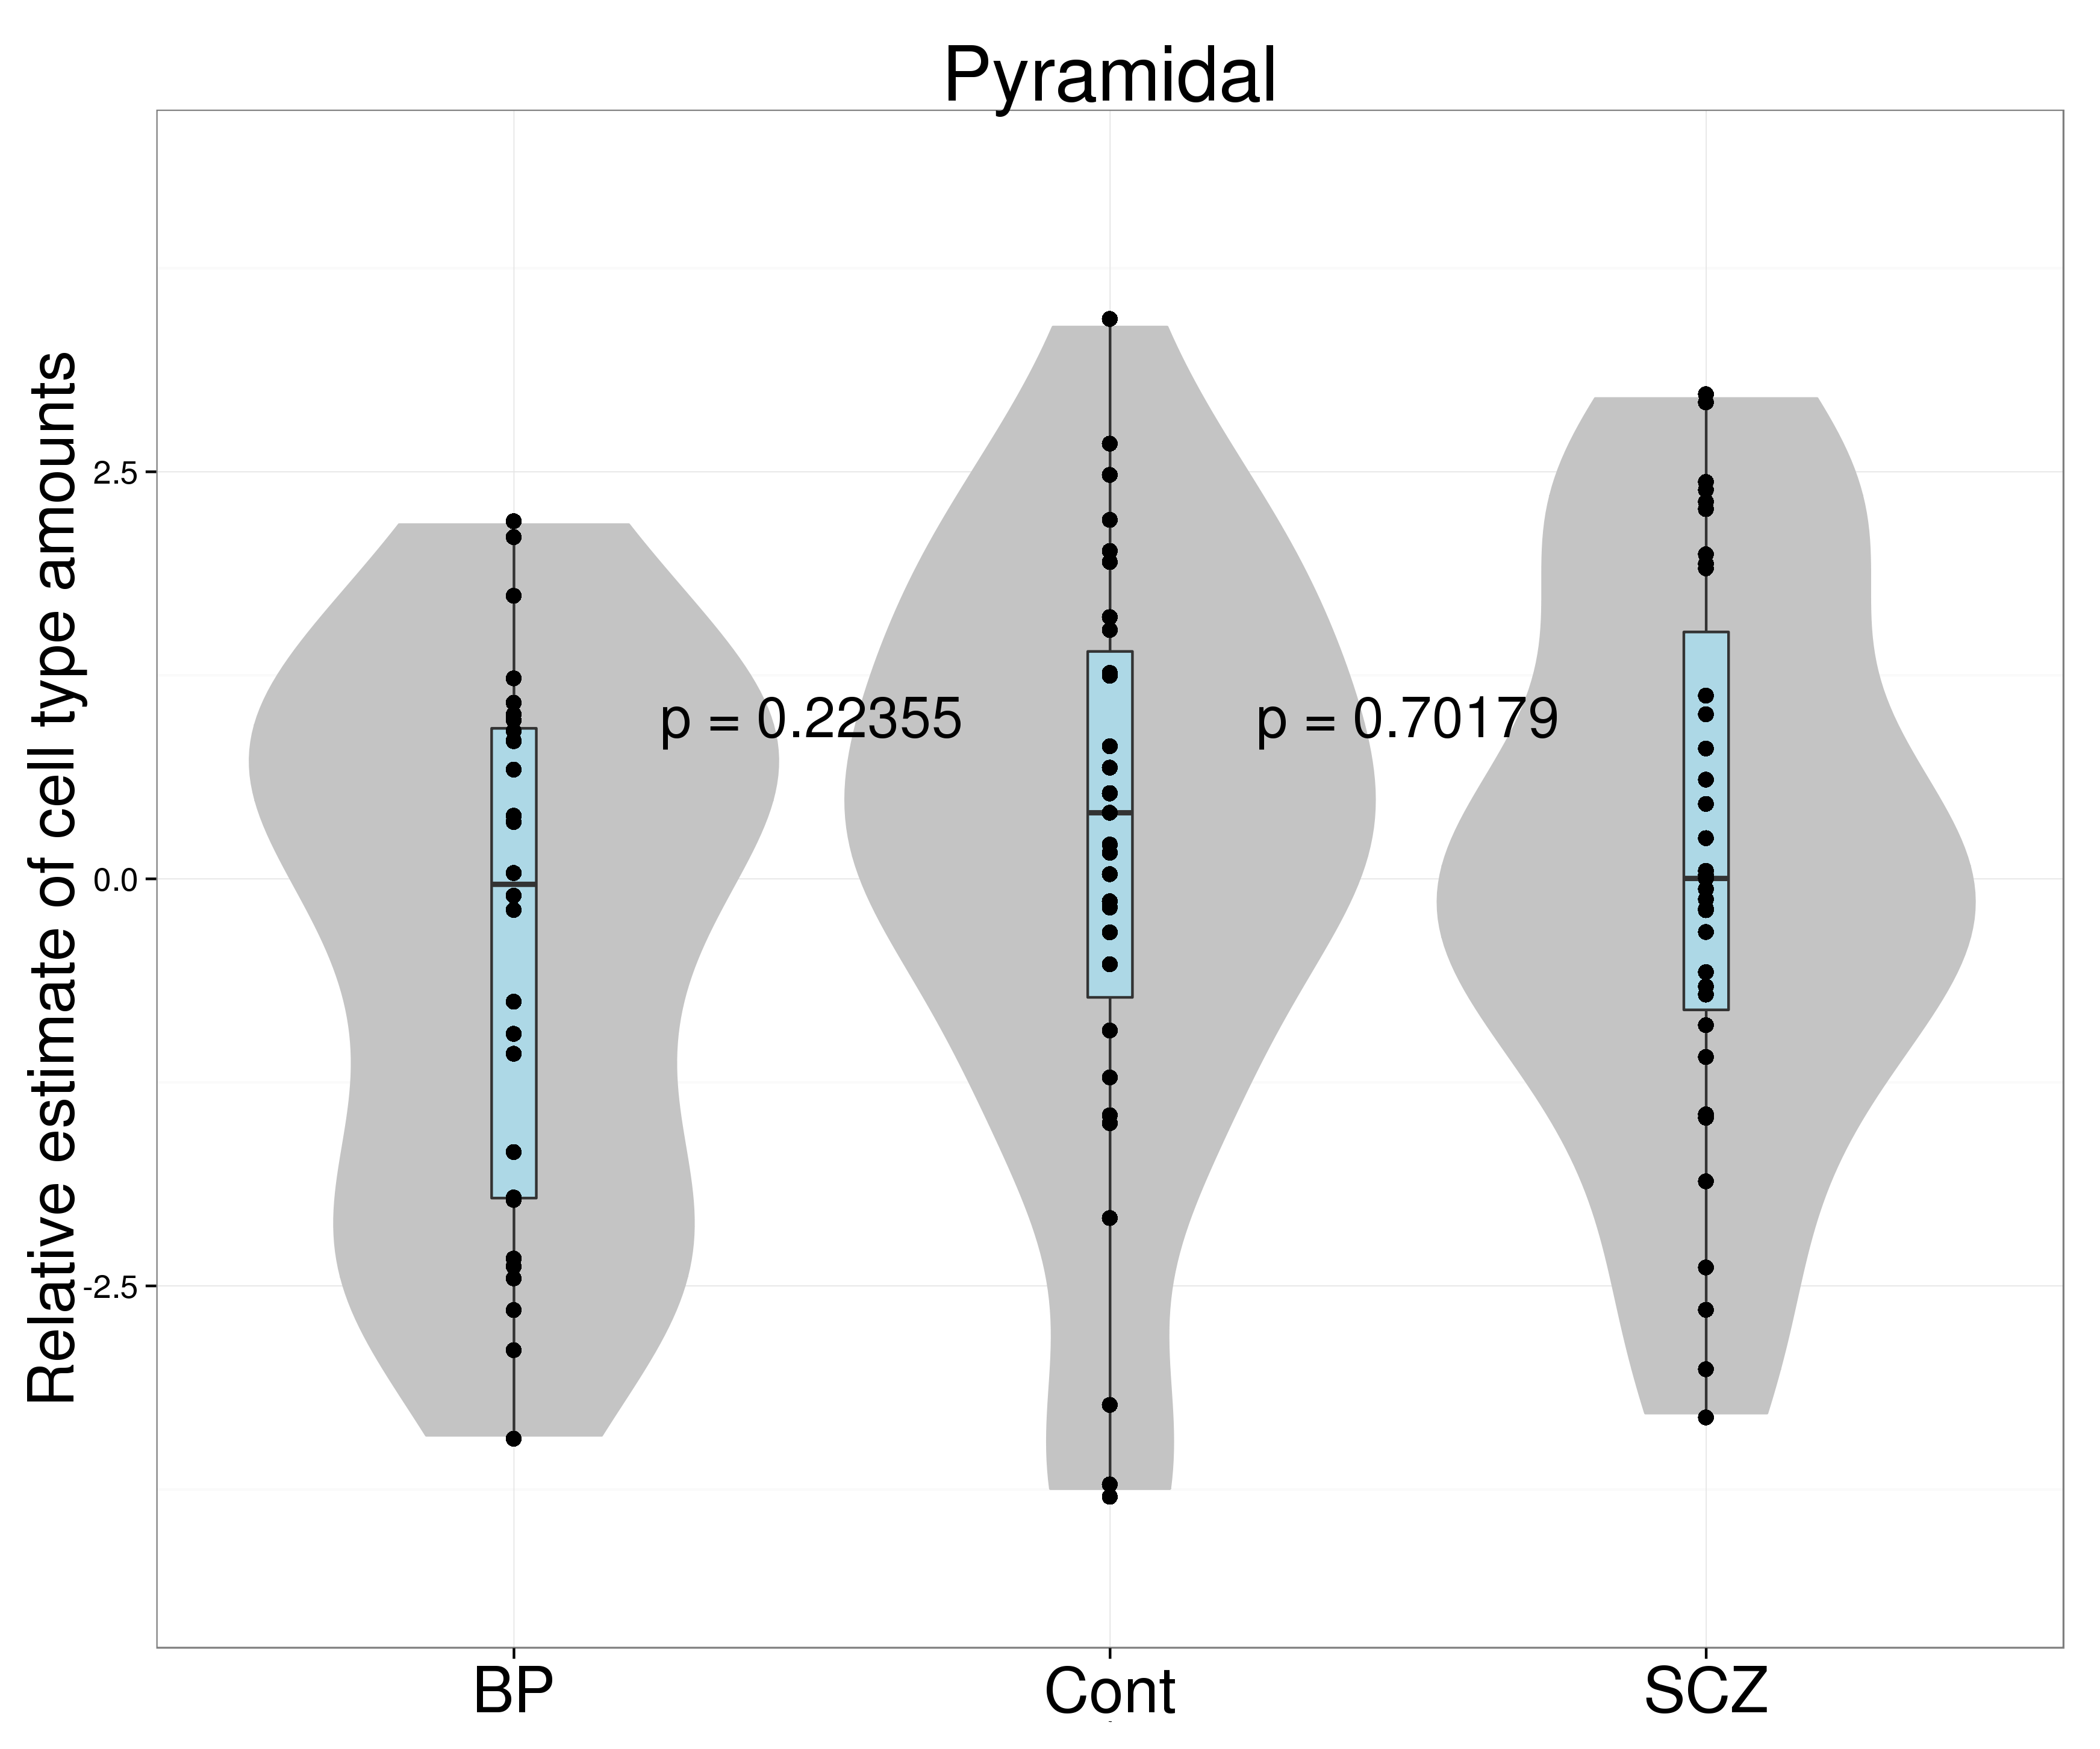 Pyramidal
Relative estimate of cell type amounts
2.5
0.0
-2.5
p = 0.22355
p = 0.70179
BP
Cont
SCZ